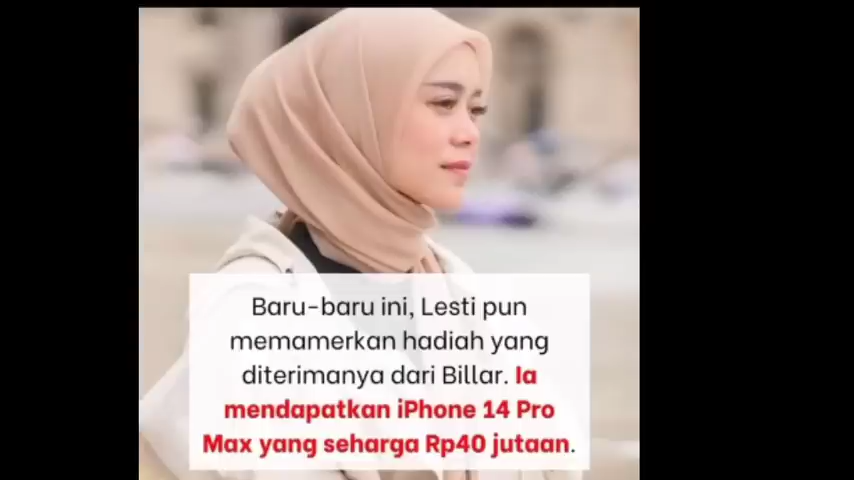 Baru-baru ini, Lesti pun
memamerkan hadiah yang
diterimanya dari Billar. Ia
mendapatkan iPhone 14 Pro
Max yang seharga Rp40 jutaan.